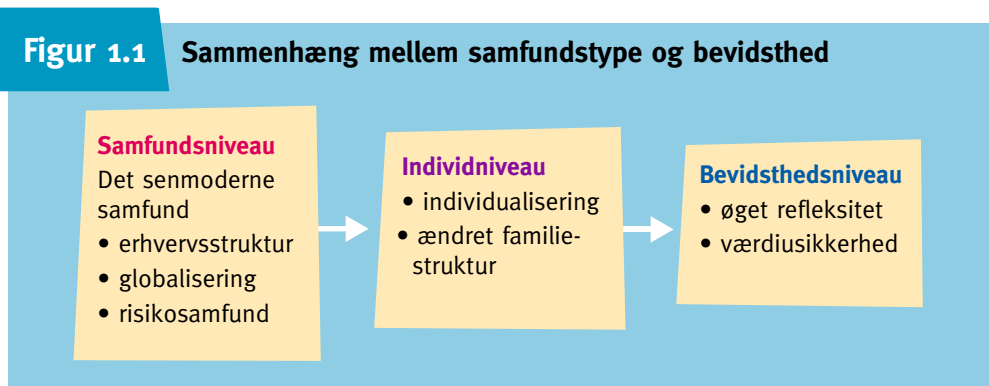 Figur 1.1 Sammenhæng mellem samfundstype og bevidsthed
Samfundsniveau
Det senmoderne
samfund
• erhvervsstruktur
• globalisering
• risikosamfund
Individniveau
• individualisering
• ændret familie-
struktur
Bevidsthedsniveau
• øget refleksitet
• værdiusikkerhed